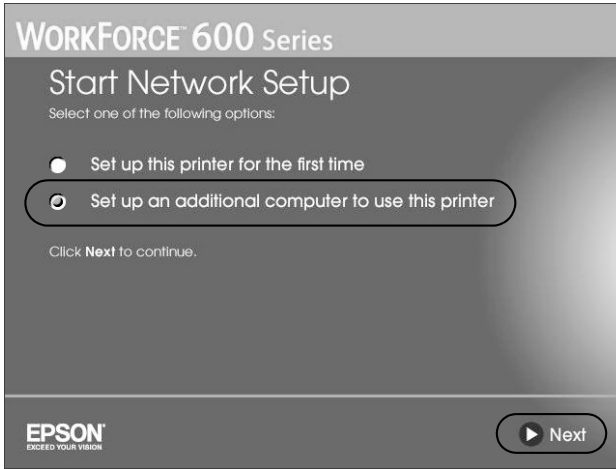 WORKFORCE™ 600 Series
Start Network Setup
Select one of the following options:
Set up this printer for the first time
Set up an additional computer to use this printer
Click Next to continue.
EPSON®
EXCEED YOUR VISION
Next